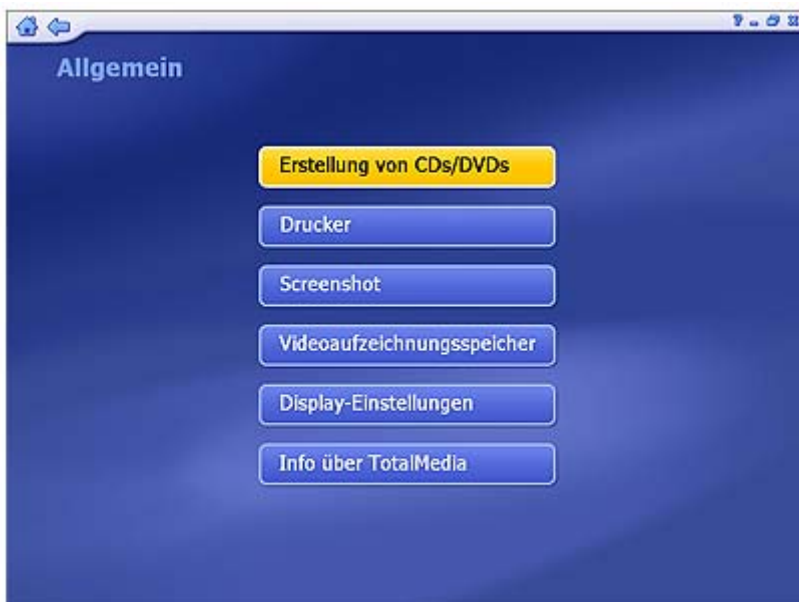 Allgemein
Erstellung von CDs/DVDs
Drucker
Screenshot
Videoaufzeichnungsspeicher
Display-Einstellungen
Info über TotalMedia